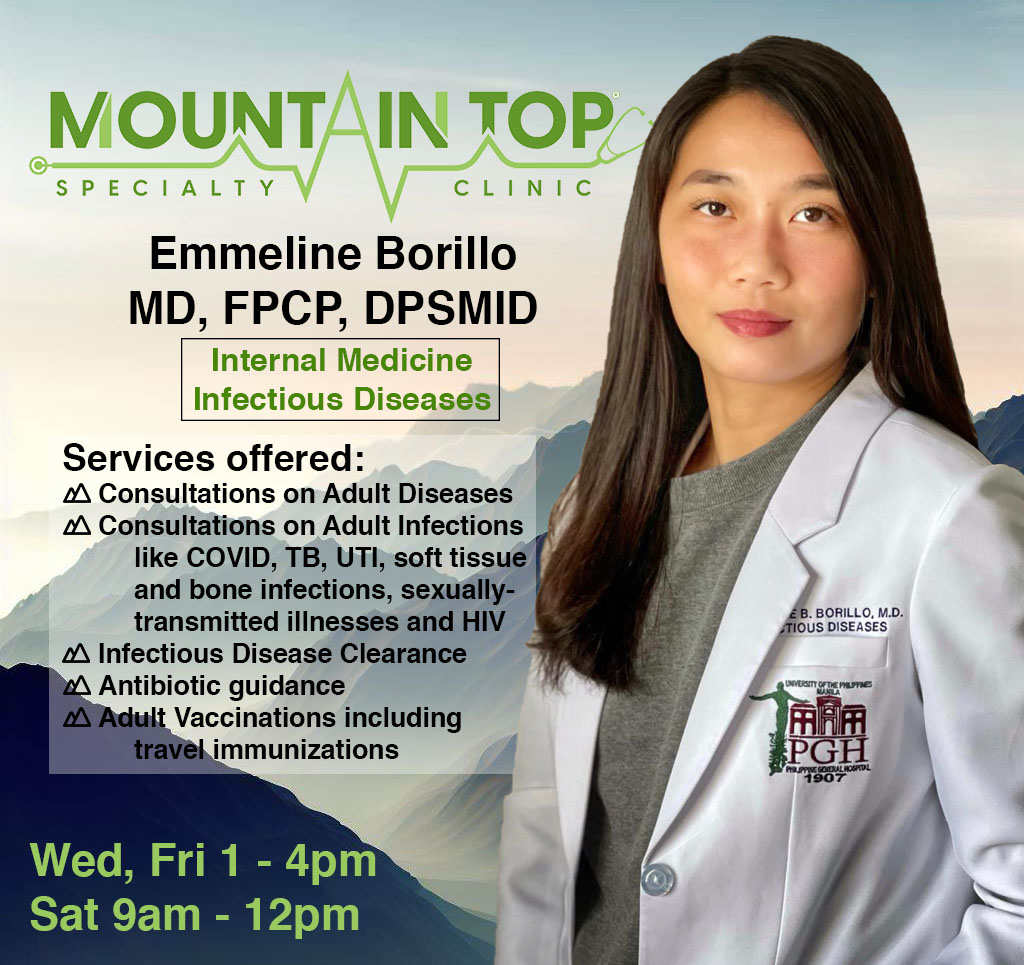 MOUNTAIN TOP
SPECIALTY CLINIC
Emmeline Borillo
MD, FPCP, DPSMID
Internal Medicine
Infectious Diseases
Services offered:
Consultations on Adult Diseases
Consultations on Adult Infections
like COVID, TB, UTI, soft tissue
and bone infections, sexually-
transmitted illnesses and HIV
Infectious Disease Clearance
Antibiotic guidance
Adult Vaccinations including
travel immunizations
Wed, Fri 1 - 4pm
Sat 9am - 12pm
E B. BORILLO, M.D.
TIOUS DISEASES
UNIVERSITY OF THE PHILIPPINES
MANILA
PGH
PHILIPPINE GENERAL HOSPITAL
1907